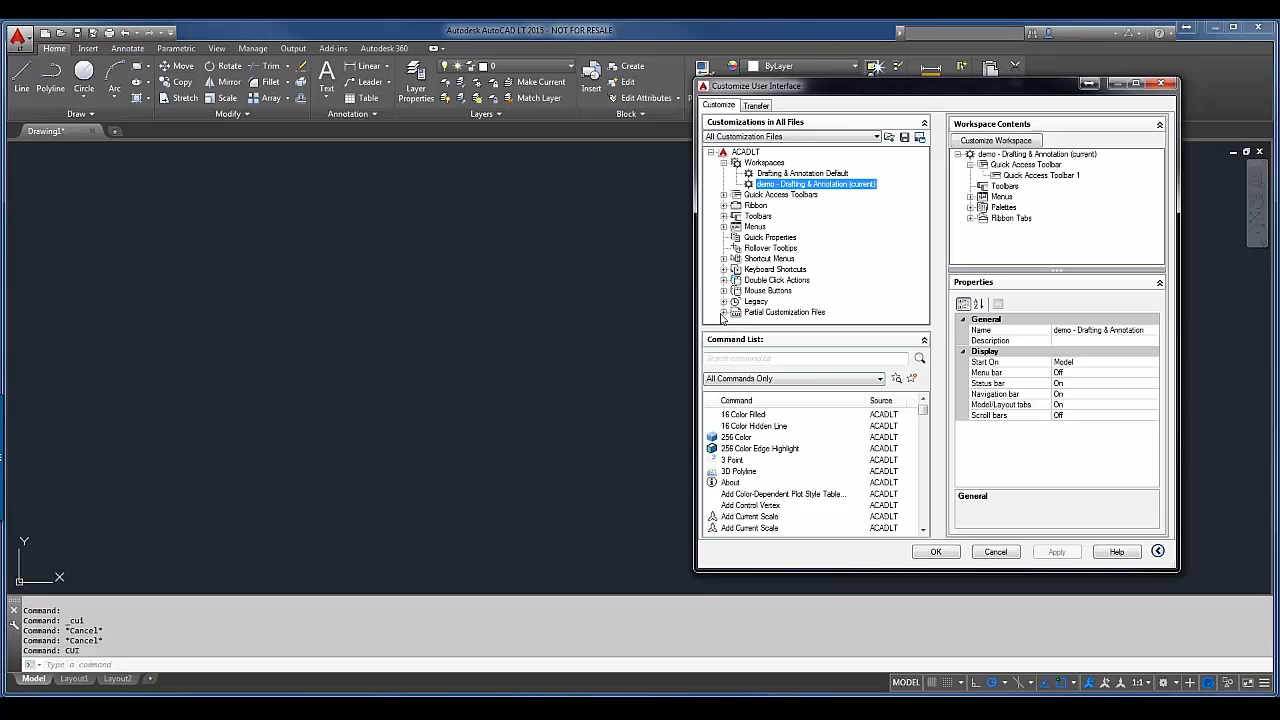 Autodesk AutoCAD LT 2015 - NOT FOR RESALE
LT
Home Insert Annotate Parametric View Manage Output Add-ins Autodesk 360
Line Polyline Circle Arc
Move Rotate Trim
Copy Mirror Fillet
Stretch Scale Array
Text
Linear
Leader
Table
Layer Properties
0
Make Current
Match Layer
Insert
Create
Edit
Edit Attributes
ByLayer
Draw Modify Annotation Layers Block
Drawing1*
Customize User Interface
Customize Transfer
Customizations in All Files
All Customization Files
ACADLT
Workspaces
Drafting & Annotation Default
demo - Drafting & Annotation (current)
Quick Access Toolbars
Ribbon
Toolbars
Menus
Quick Properties
Rollover Tooltips
Shortcut Menus
Keyboard Shortcuts
Double Click Actions
Mouse Buttons
Legacy
Partial Customization Files
Command List:
Search command list
All Commands Only
Command Source
16 Color Filled ACADLT
16 Color Hidden Line ACADLT
256 Color ACADLT
256 Color Edge Highlight ACADLT
3 Point ACADLT
3D Polyline ACADLT
About ACADLT
Add Color-Dependent Plot Style Table... ACADLT
Add Control Vertex ACADLT
Add Current Scale ACADLT
Add Current Scale ACADLT
Workspace Contents
Customize Workspace
demo - Drafting & Annotation (current)
Quick Access Toolbar
Quick Access Toolbar 1
Toolbars
Menus
Palettes
Ribbon Tabs
Properties
General
Name demo - Drafting & Annotation
Description
Display
Start On Model
Menu bar Off
Status bar On
Navigation bar On
Model/Layout tabs On
Scroll bars Off
General
OK Cancel Apply Help
Y
X
Command:
Command: _cui
Command: *Cancel*
Command: *Cancel*
Command: CUI
Type a command
Model Layout1 Layout2 +
MODEL 1:1